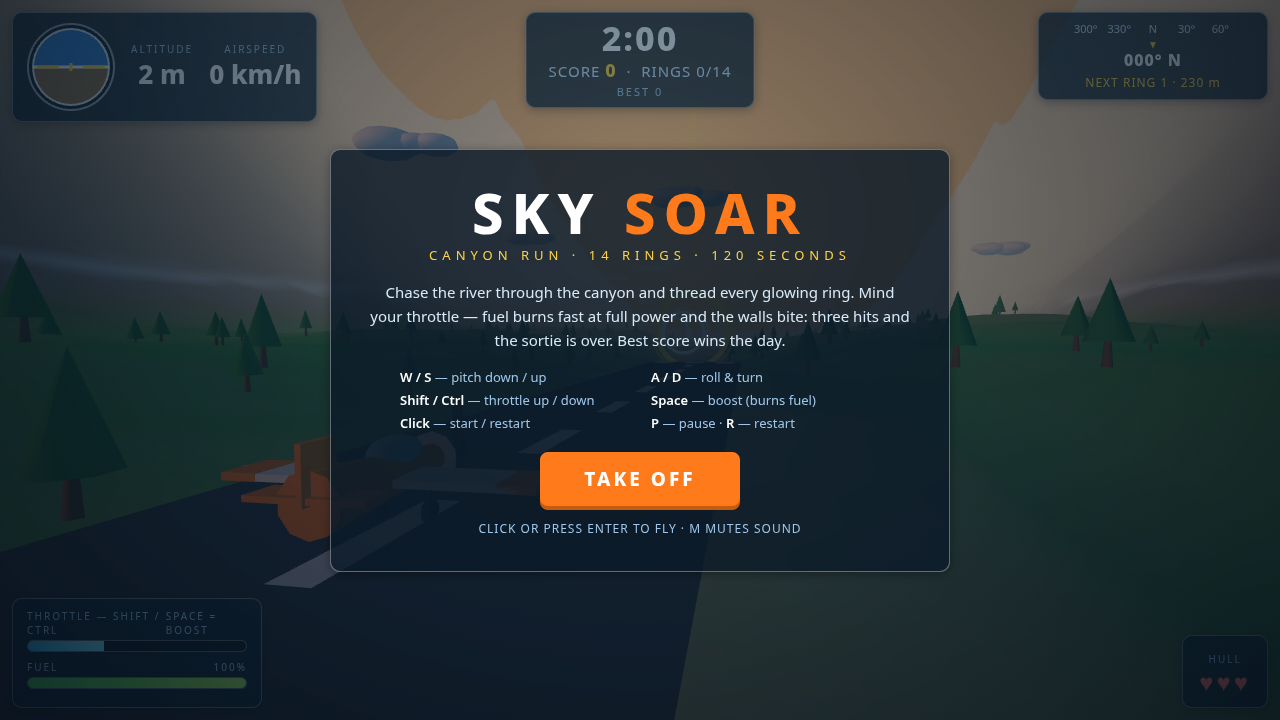 ALTITUDE
2 m
AIRSPEED
0 km/h
2:00
SCORE 0 · RINGS 0/14
BEST 0
300° 330° N 30° 60°
▼
000° N
NEXT RING 1 · 230 m
SKY SOAR
CANYON RUN · 14 RINGS · 120 SECONDS
Chase the river through the canyon and thread every glowing ring. Mind
your throttle — fuel burns fast at full power and the walls bite: three hits and
the sortie is over. Best score wins the day.
W / S — pitch down / up
A / D — roll & turn
Shift / Ctrl — throttle up / down
Space — boost (burns fuel)
Click — start / restart
P — pause · R — restart
TAKE OFF
CLICK OR PRESS ENTER TO FLY · M MUTES SOUND
THROTTLE — SHIFT /
CTRL
SPACE =
BOOST
FUEL
100%
HULL
♥♥♥